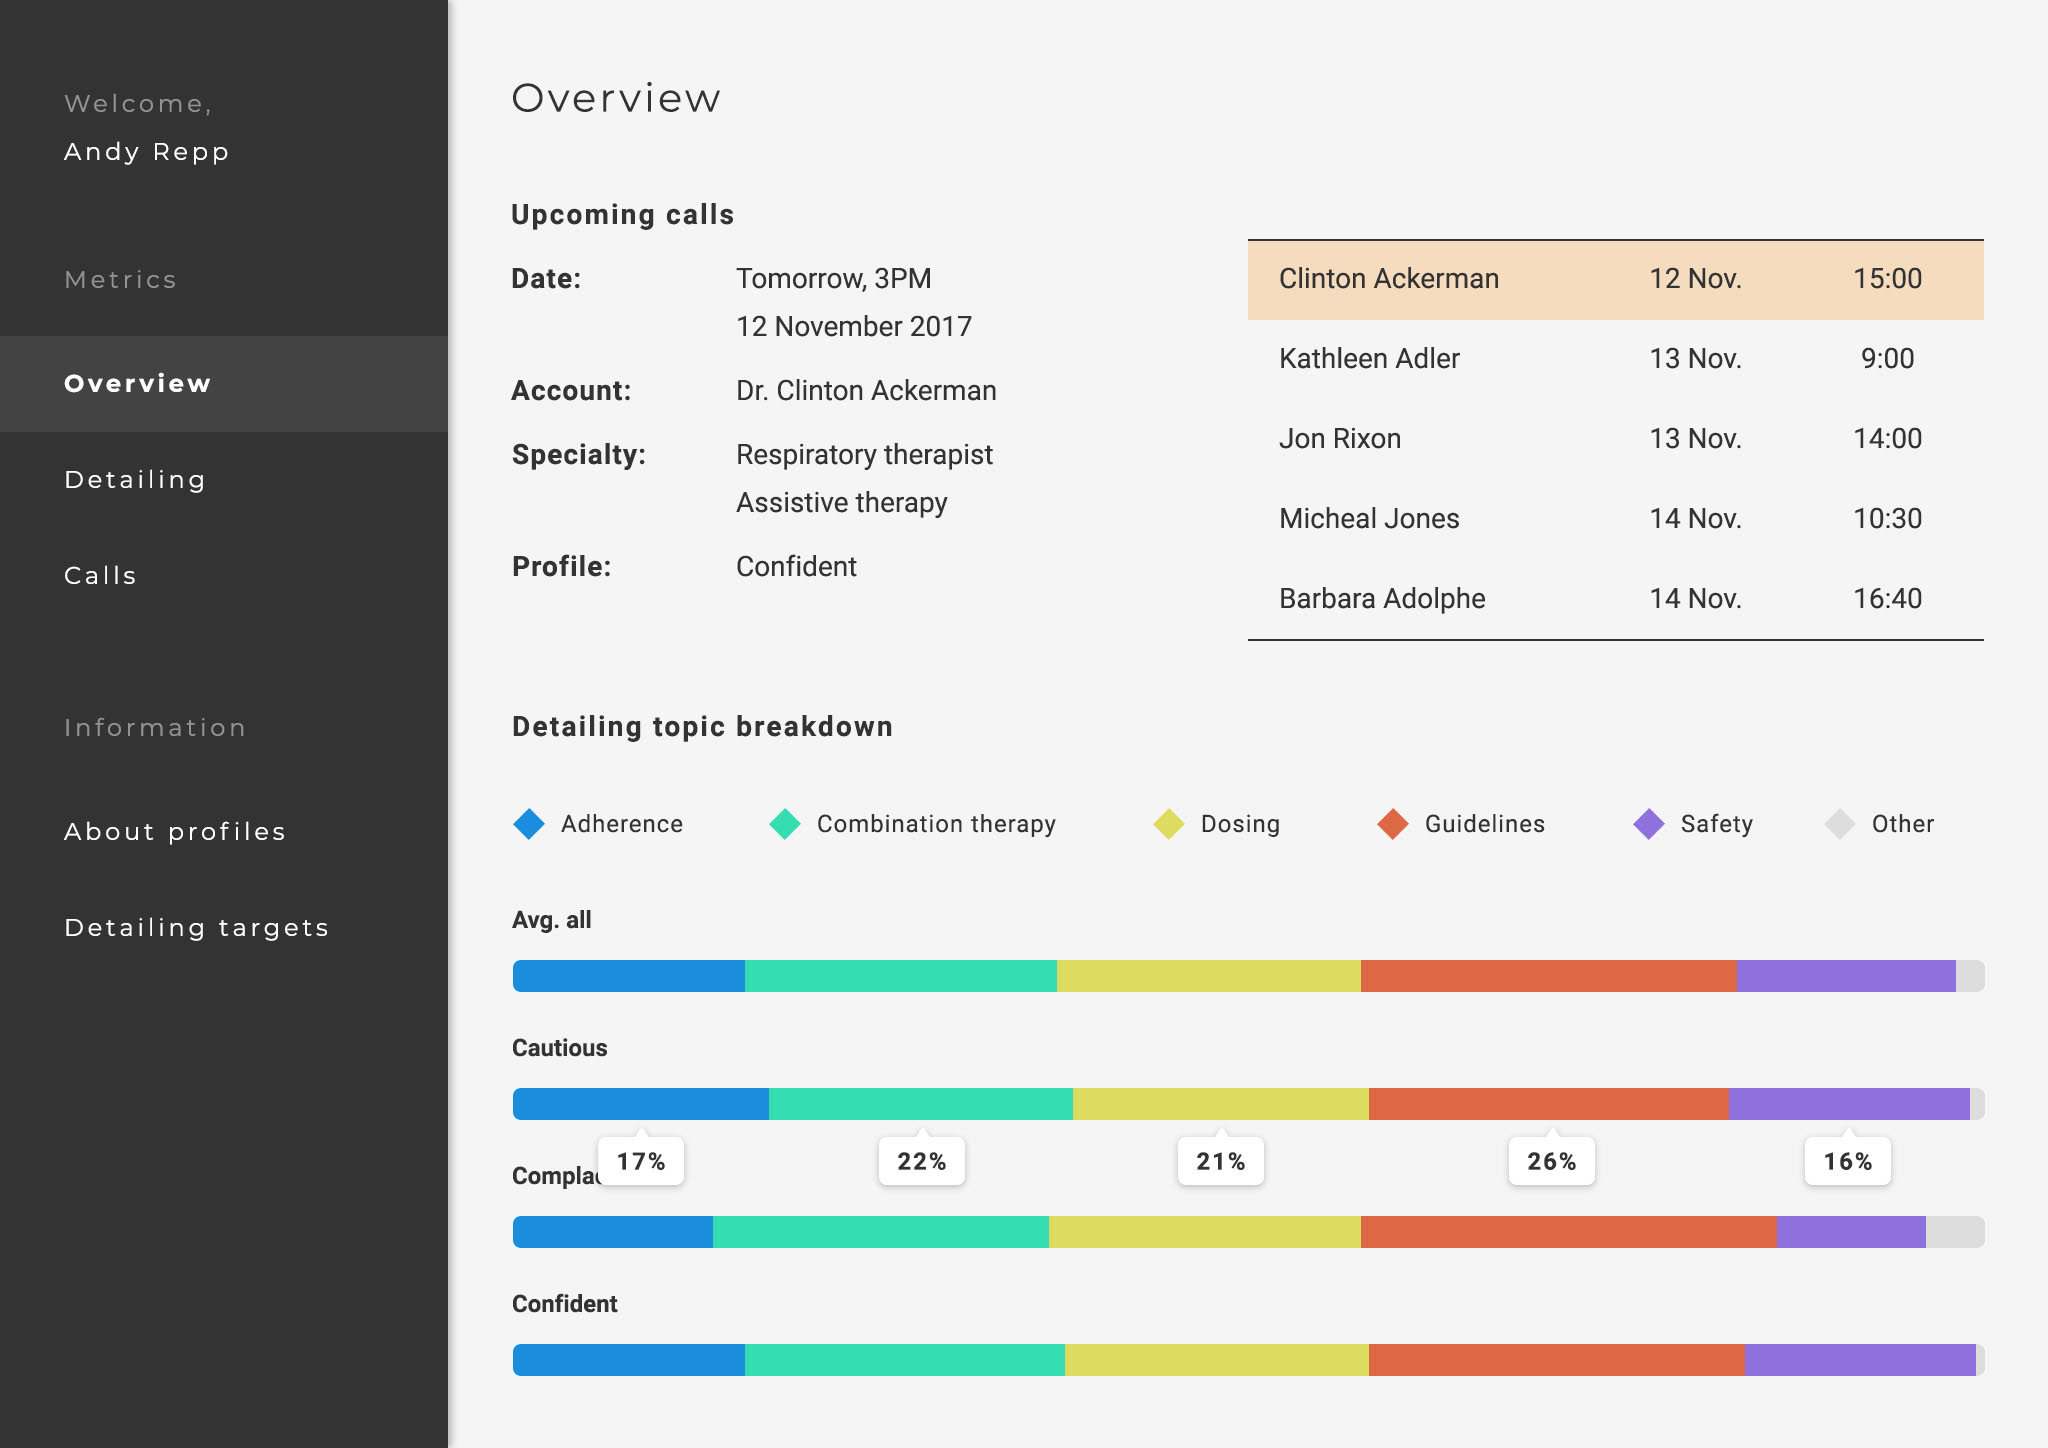 Welcome,
Andy Repp
Metrics
Overview
Detailing
Calls
Information
About profiles
Detailing targets
Overview
Upcoming calls
Date: Tomorrow, 3PM
12 November 2017
Account: Dr. Clinton Ackerman
Specialty: Respiratory therapist
Assistive therapy
Profile: Confident
Clinton Ackerman 12 Nov. 15:00
Kathleen Adler 13 Nov. 9:00
Jon Rixon 13 Nov. 14:00
Micheal Jones 14 Nov. 10:30
Barbara Adolphe 14 Nov. 16:40
Detailing topic breakdown
Adherence Combination therapy Dosing Guidelines Safety Other
Avg. all
Cautious
17% 22% 21% 26% 16%
Confident